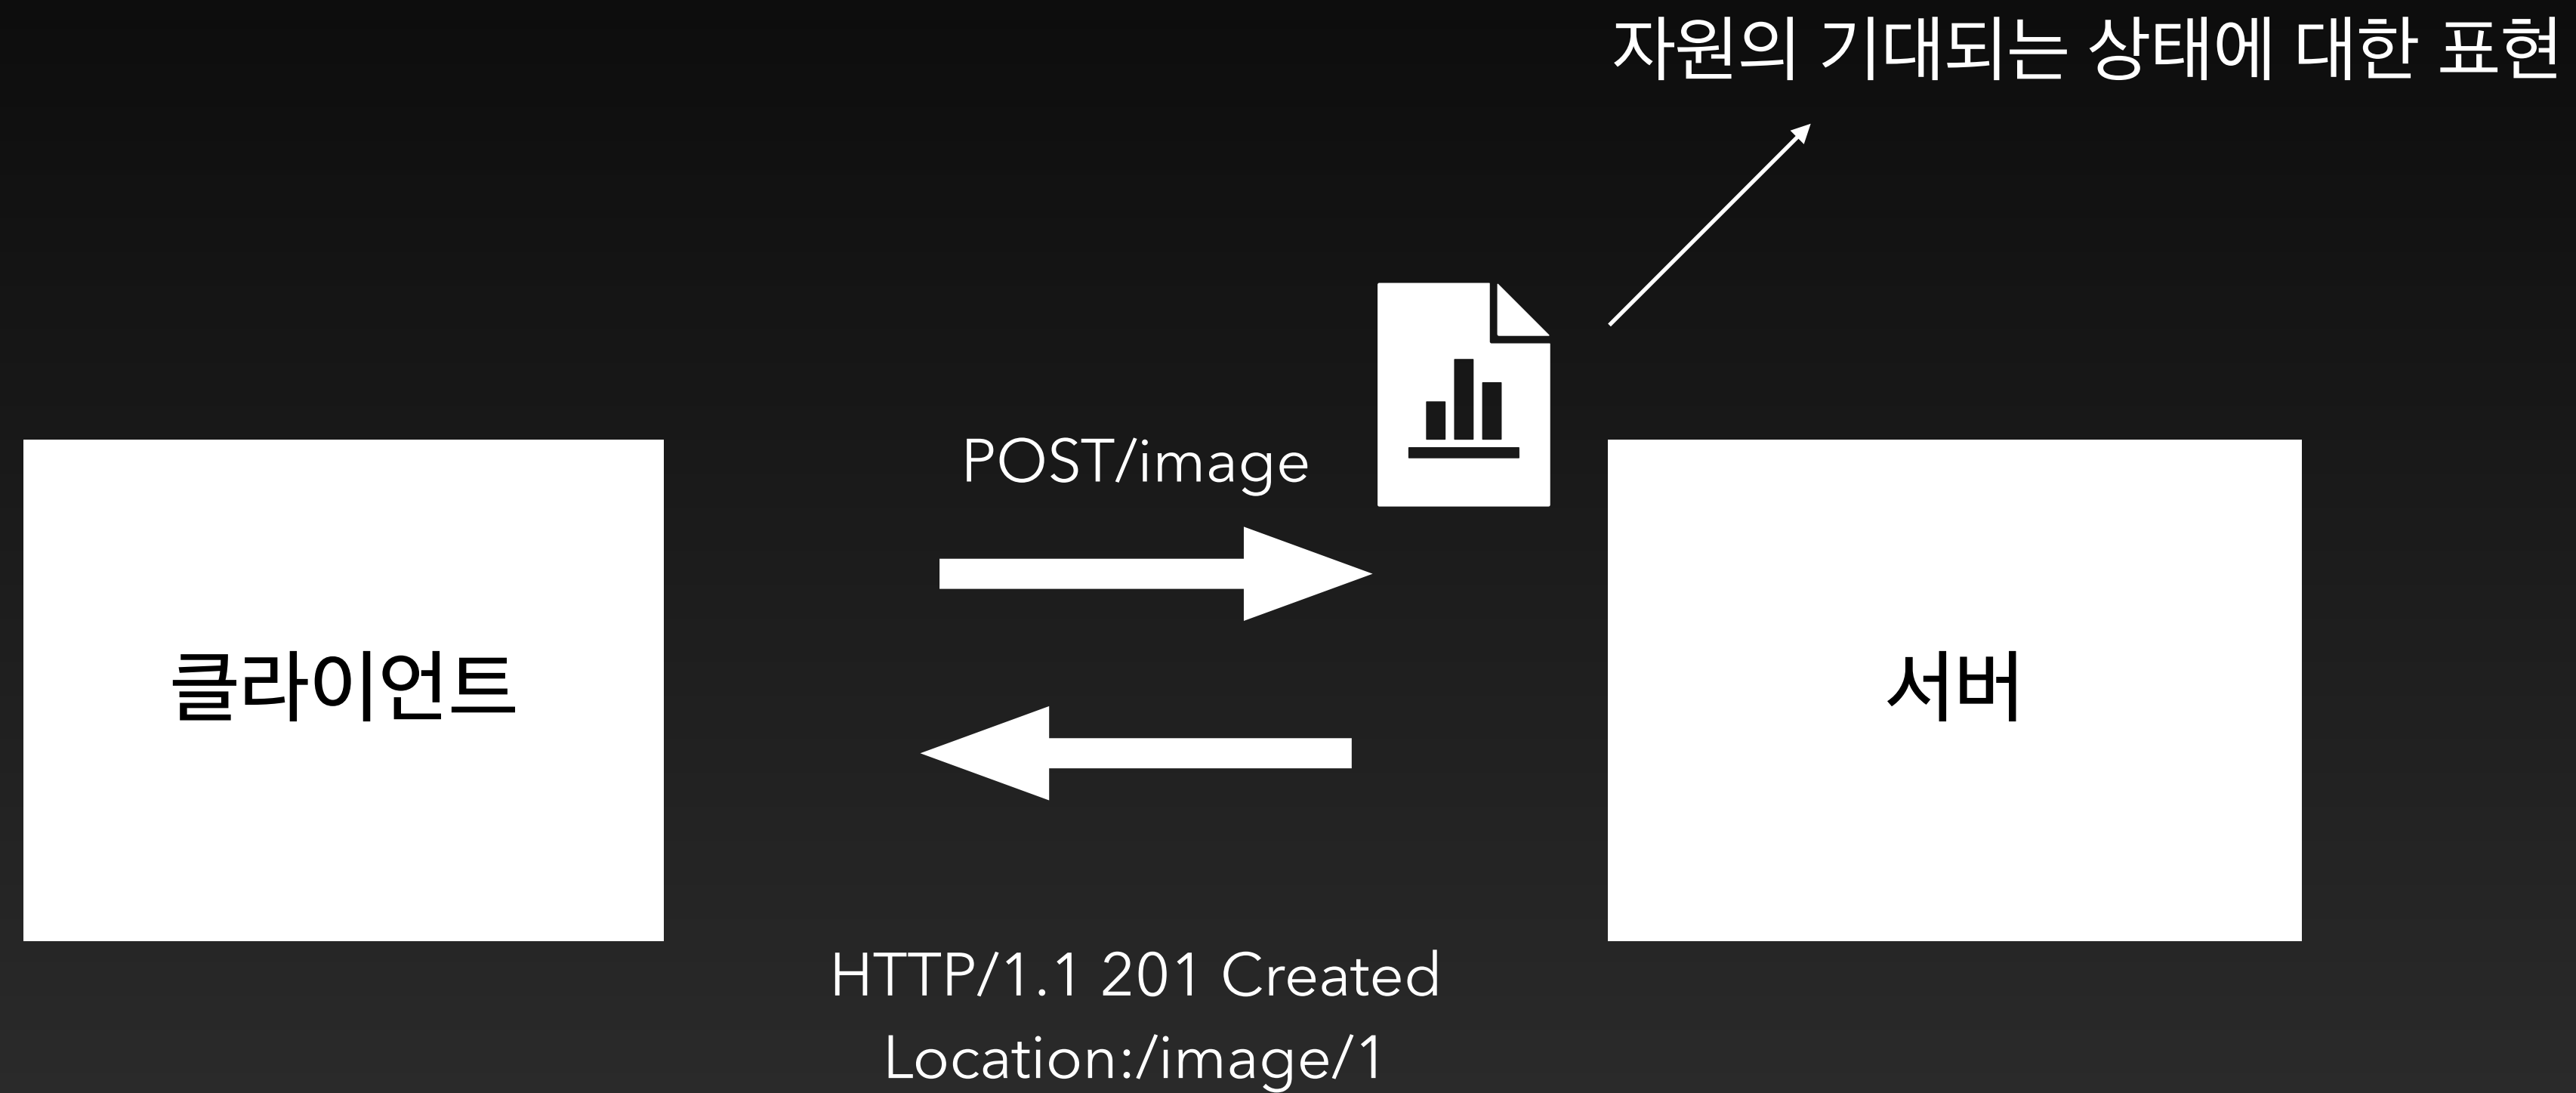 자원의 기대되는 상태에 대한 표현
POST/image
클라이언트
서버
HTTP/1.1 201 Created
Location:/image/1